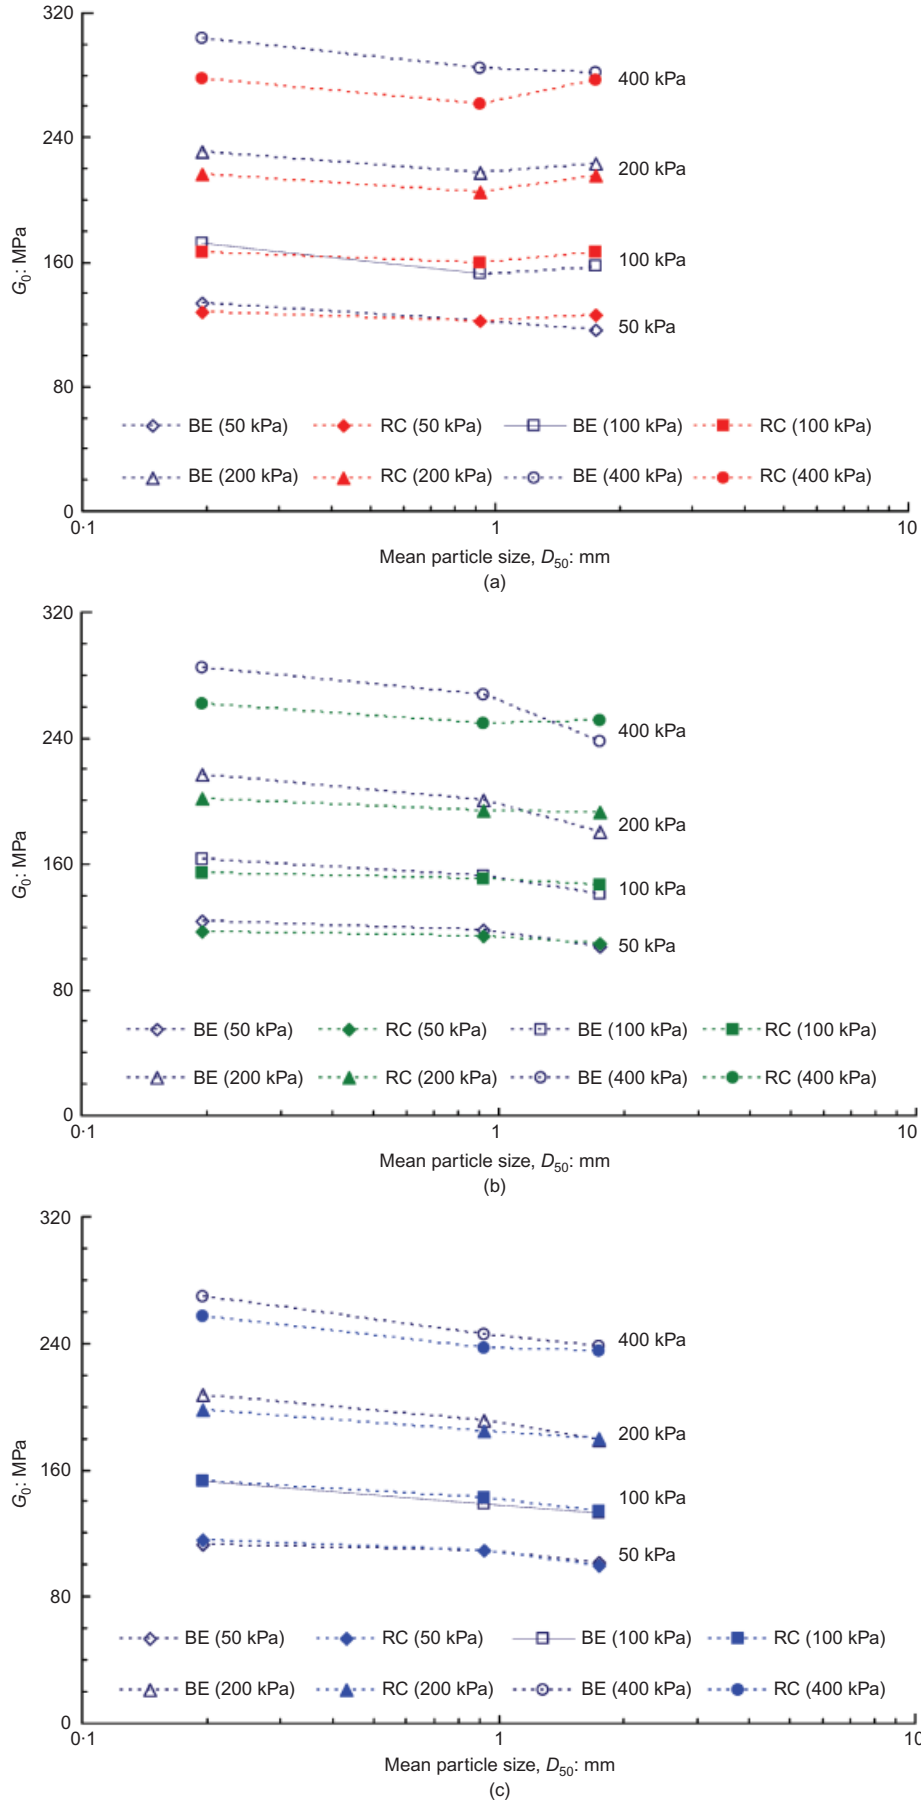 320
240
160
80
0
G0: MPa
400 kPa
200 kPa
100 kPa
50 kPa
BE (50 kPa) RC (50 kPa) BE (100 kPa) RC (100 kPa)
BE (200 kPa) RC (200 kPa) BE (400 kPa) RC (400 kPa)
0·1 1 10
Mean particle size, D50: mm
(a)
320
240
160
80
0
G0: MPa
400 kPa
200 kPa
100 kPa
50 kPa
BE (50 kPa) RC (50 kPa) BE (100 kPa) RC (100 kPa)
BE (200 kPa) RC (200 kPa) BE (400 kPa) RC (400 kPa)
0·1 1 10
Mean particle size, D50: mm
(b)
320
240
160
80
0
G0: MPa
400 kPa
200 kPa
100 kPa
50 kPa
BE (50 kPa) RC (50 kPa) BE (100 kPa) RC (100 kPa)
BE (200 kPa) RC (200 kPa) BE (400 kPa) RC (400 kPa)
0·1 1 10
Mean particle size, D50: mm
(c)